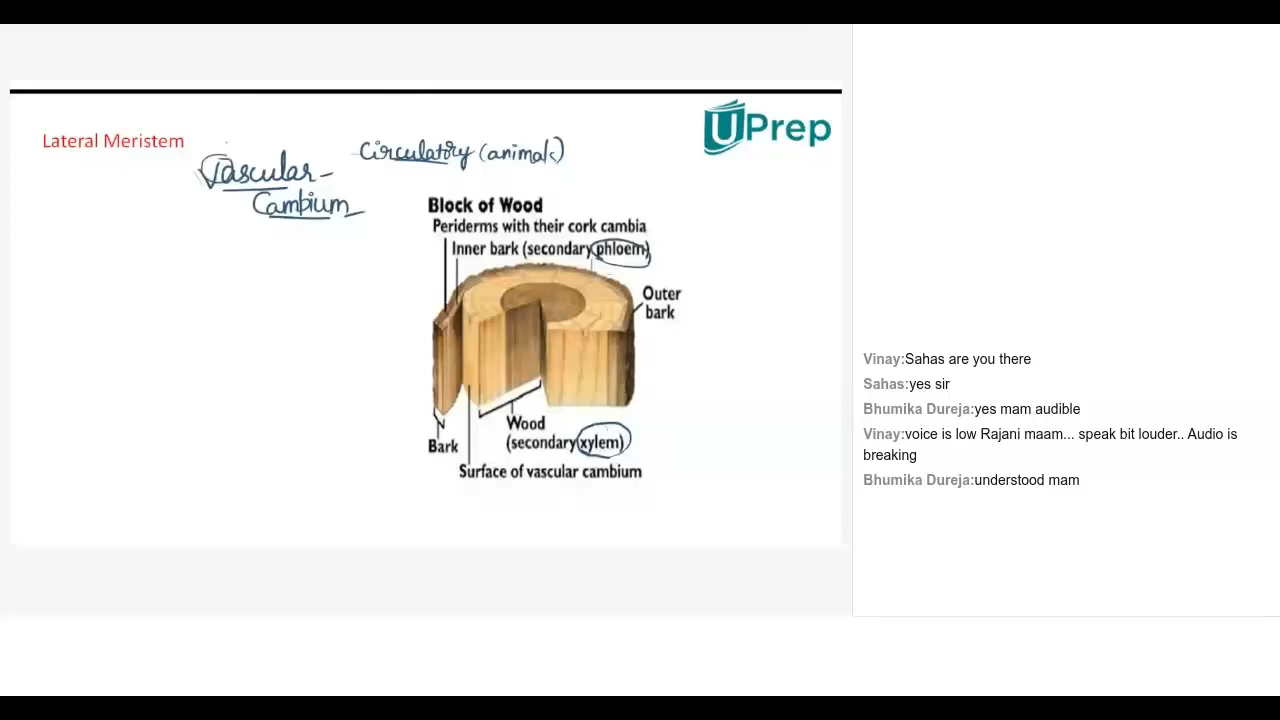 Lateral Meristem
UPrep
Circulatory (animals)
Vascular-
Cambium
Block of Wood
Periderms with their cork cambia
Inner bark (secondary phloem)
Outer
bark
Wood
(secondary xylem)
Bark
Surface of vascular cambium
Vinay:Sahas are you there
Sahas:yes sir
Bhumika Dureja:yes mam audible
Vinay:voice is low Rajani maam... speak bit louder.. Audio is
breaking
Bhumika Dureja:understood mam